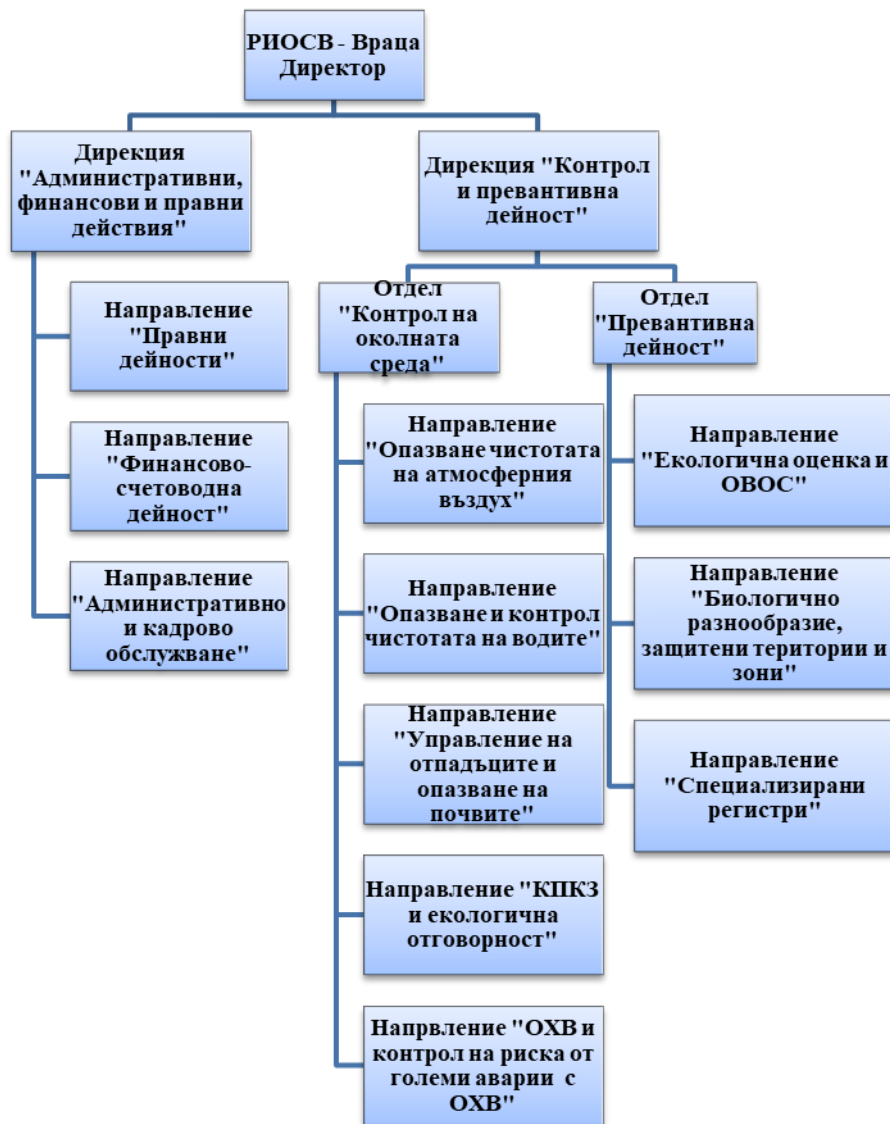 РИОСВ - Враца
Директор
Дирекция
"Административни,
финансови и правни
действия"
Направление
"Правни
дейности"
Направление
"Финансово-
счетоводна
дейност"
Направление
"Административно
и кадрово
обслужване"
Дирекция "Контрол
и превантивна
дейност"
Отдел
"Контрол на
околната
среда"
Направление
"Опазване чистотата
на атмосферния
въздух"
Направление
"Опазване и контрол
чистотата на водите"
Направление
"Управление на
отпадъците и
опазване на
почвите"
Направление "КПКЗ
и екологична
отговорност"
Напрвление "ОХВ и
контрол на риска от
големи аварии  с
ОХВ"
Отдел
"Превантивна
дейност"
Направление
"Екологична оценка и
ОВОС"
Направление
"Биологично
разнообразие,
защитени територии и
зони"
Направление
"Специализирани
регистри"